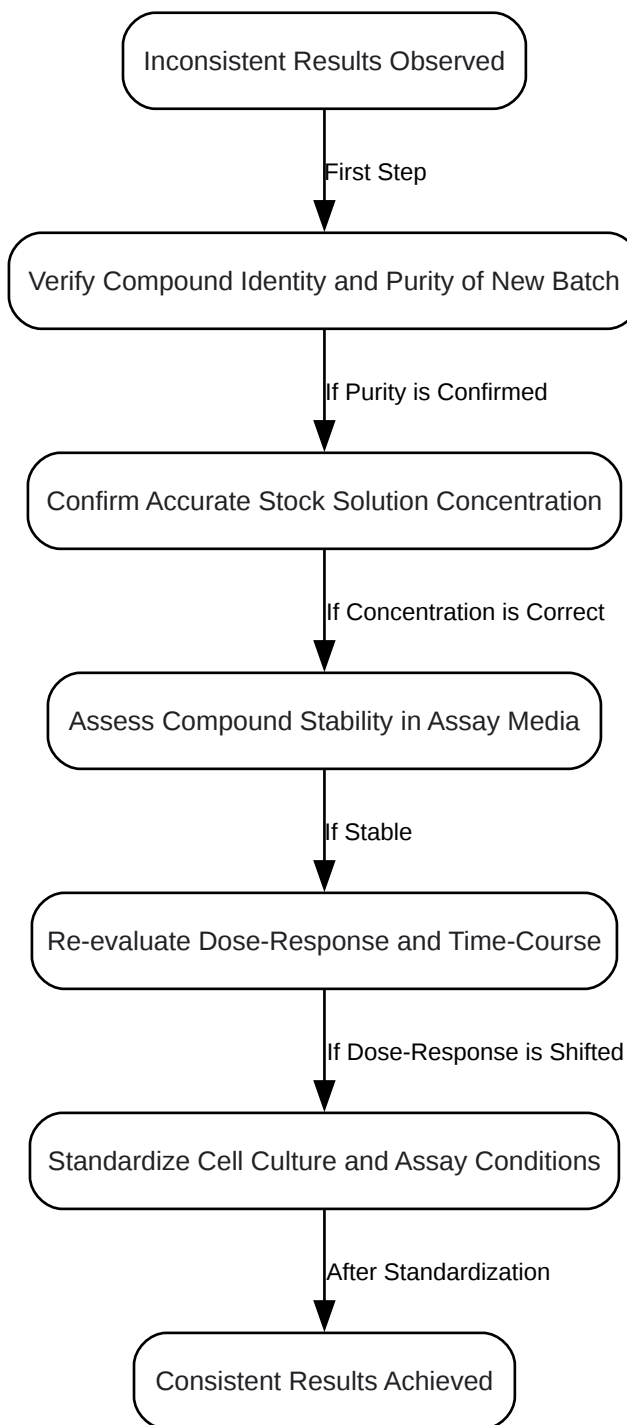 Inconsistent Results Observed
First Step
Verify Compound Identity and Purity of New Batch
If Purity is Confirmed
Confirm Accurate Stock Solution Concentration
If Concentration is Correct
Assess Compound Stability in Assay Media
If Stable
Re-evaluate Dose-Response and Time-Course
If Dose-Response is Shifted
Standardize Cell Culture and Assay Conditions
After Standardization
Consistent Results Achieved